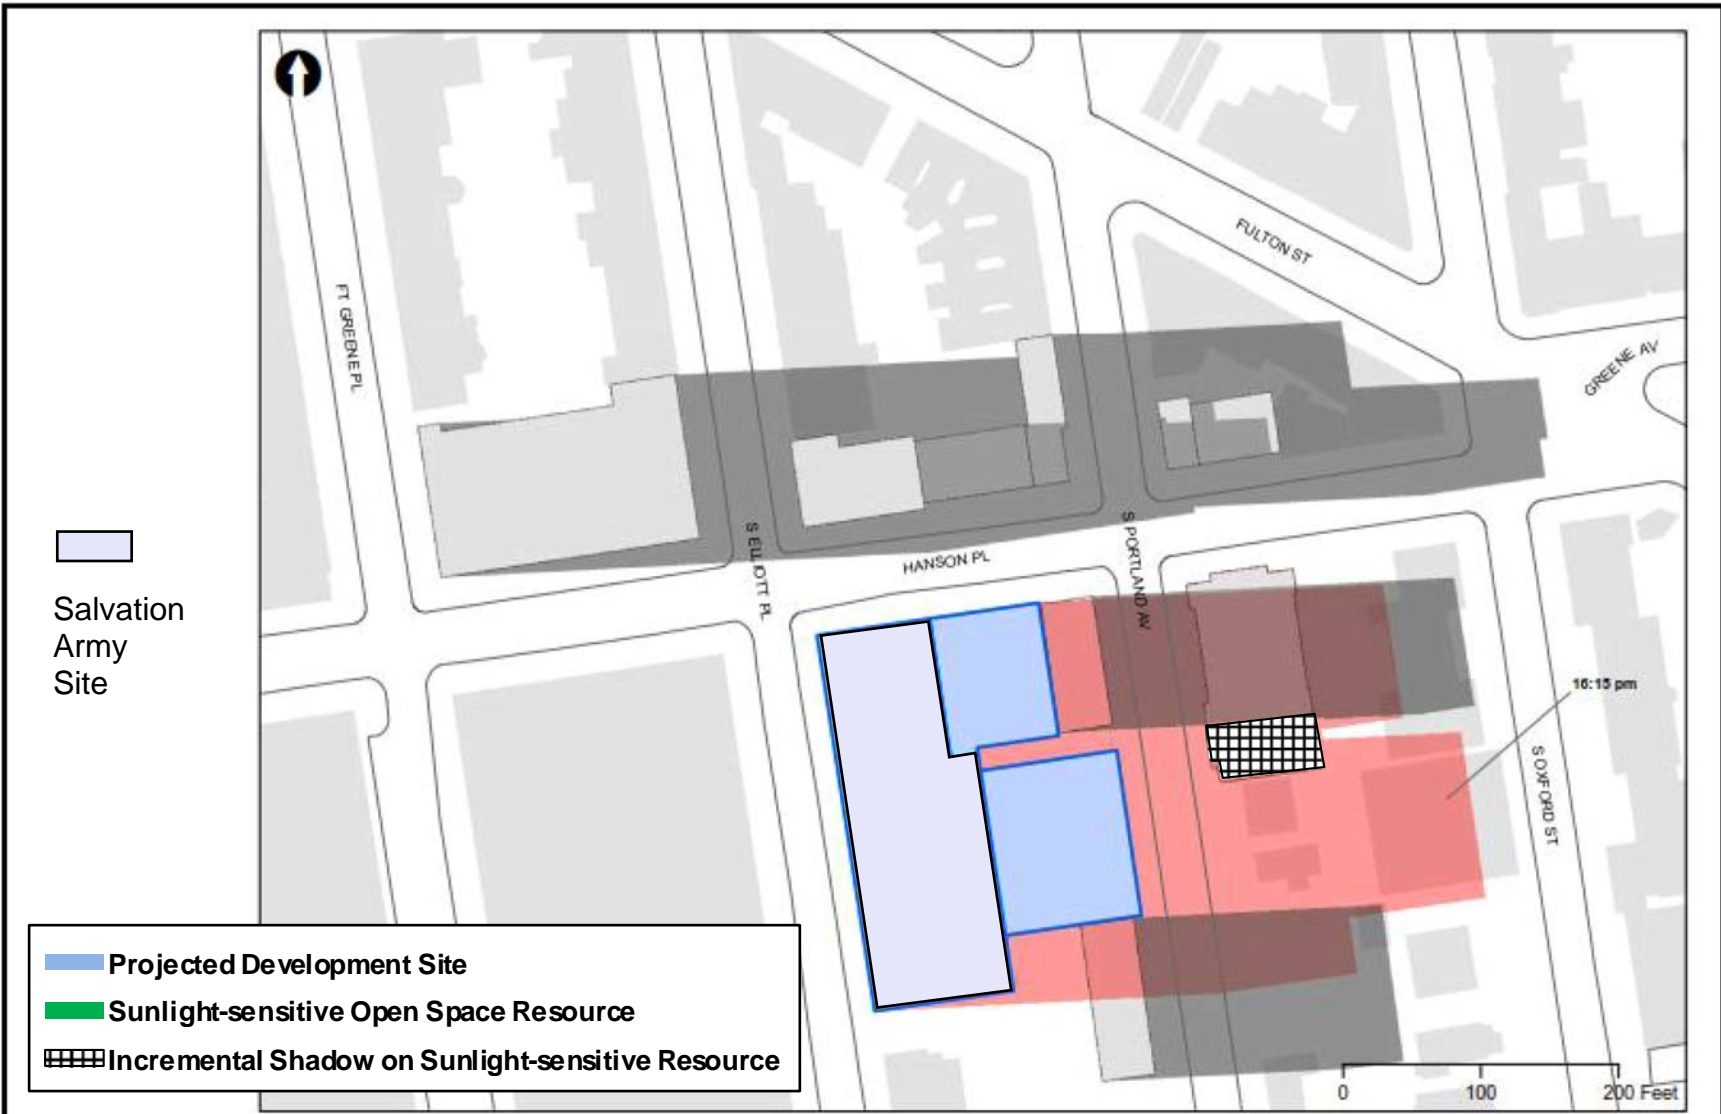 FULTON ST
FT GREENE PL
GREENE AV
S ELLIOTT PL
S PORTLAND AV
HANSON PL
Salvation
Army
Site
16:15 pm
S OXFORD ST
Projected Development Site
Sunlight-sensitive Open Space Resource
Incremental Shadow on Sunlight-sensitive Resource
0 100 200 Feet